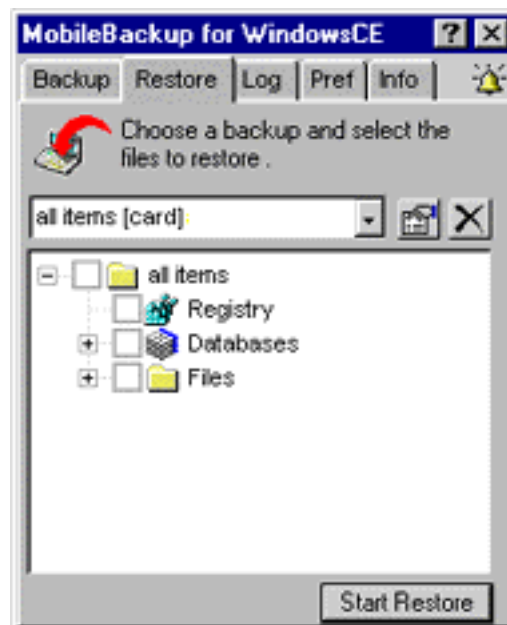 MobileBackup for WindowsCE ? X
Backup Restore Log Pref Info
Choose a backup and select the
files to restore .
all items [card]
all items
Registry
Databases
Files
Start Restore